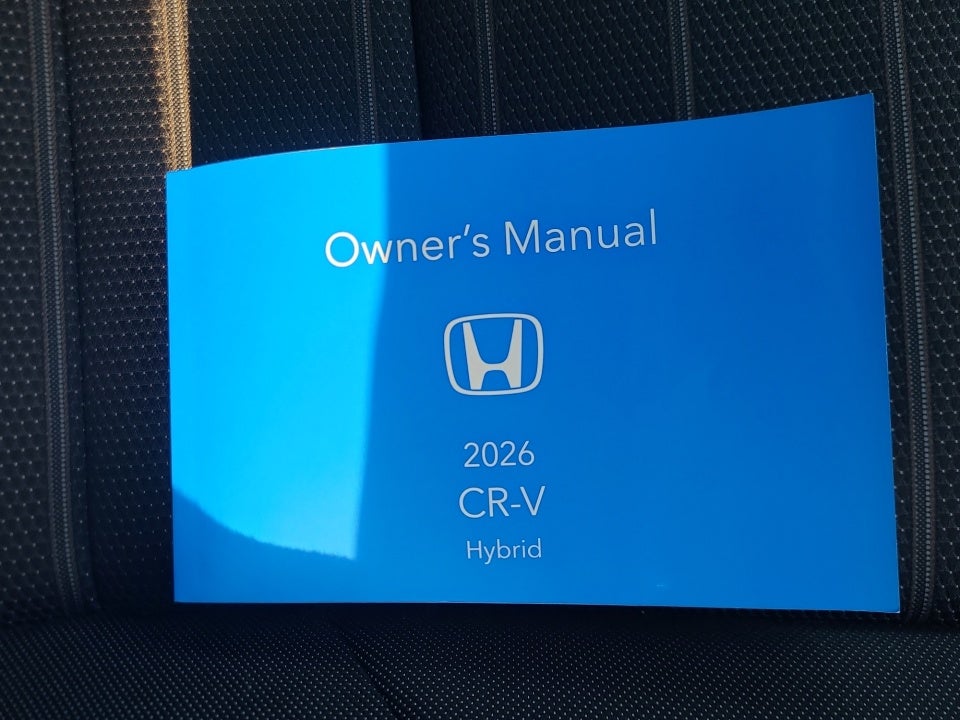 Owner's Manual
2026
CR-V
Hybrid